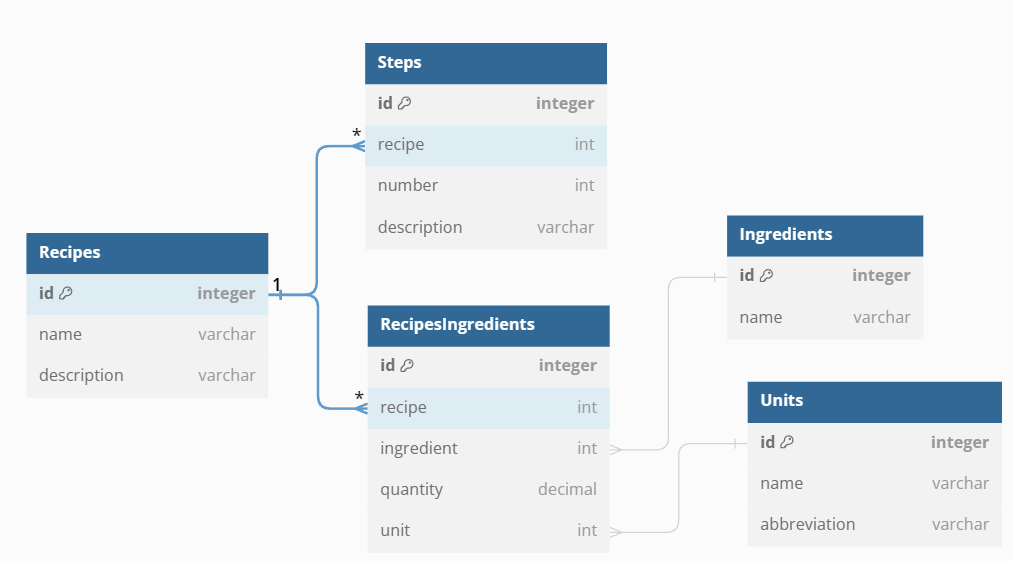 Steps
id integer
* recipe int
number int
description varchar
Recipes
id integer 1
name varchar
description varchar
RecipesIngredients
id integer
* recipe int
ingredient int
quantity decimal
unit int
Ingredients
id integer
name varchar
Units
id integer
name varchar
abbreviation varchar